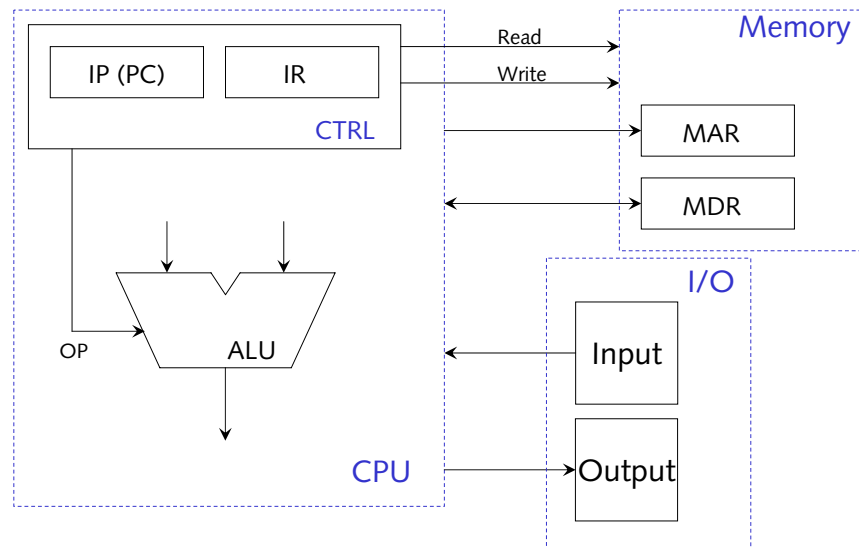 Memory
Read
IP (PC)
IR
Write
CTRL
MAR
MDR
I/O
OP
ALU
Input
CPU
Output